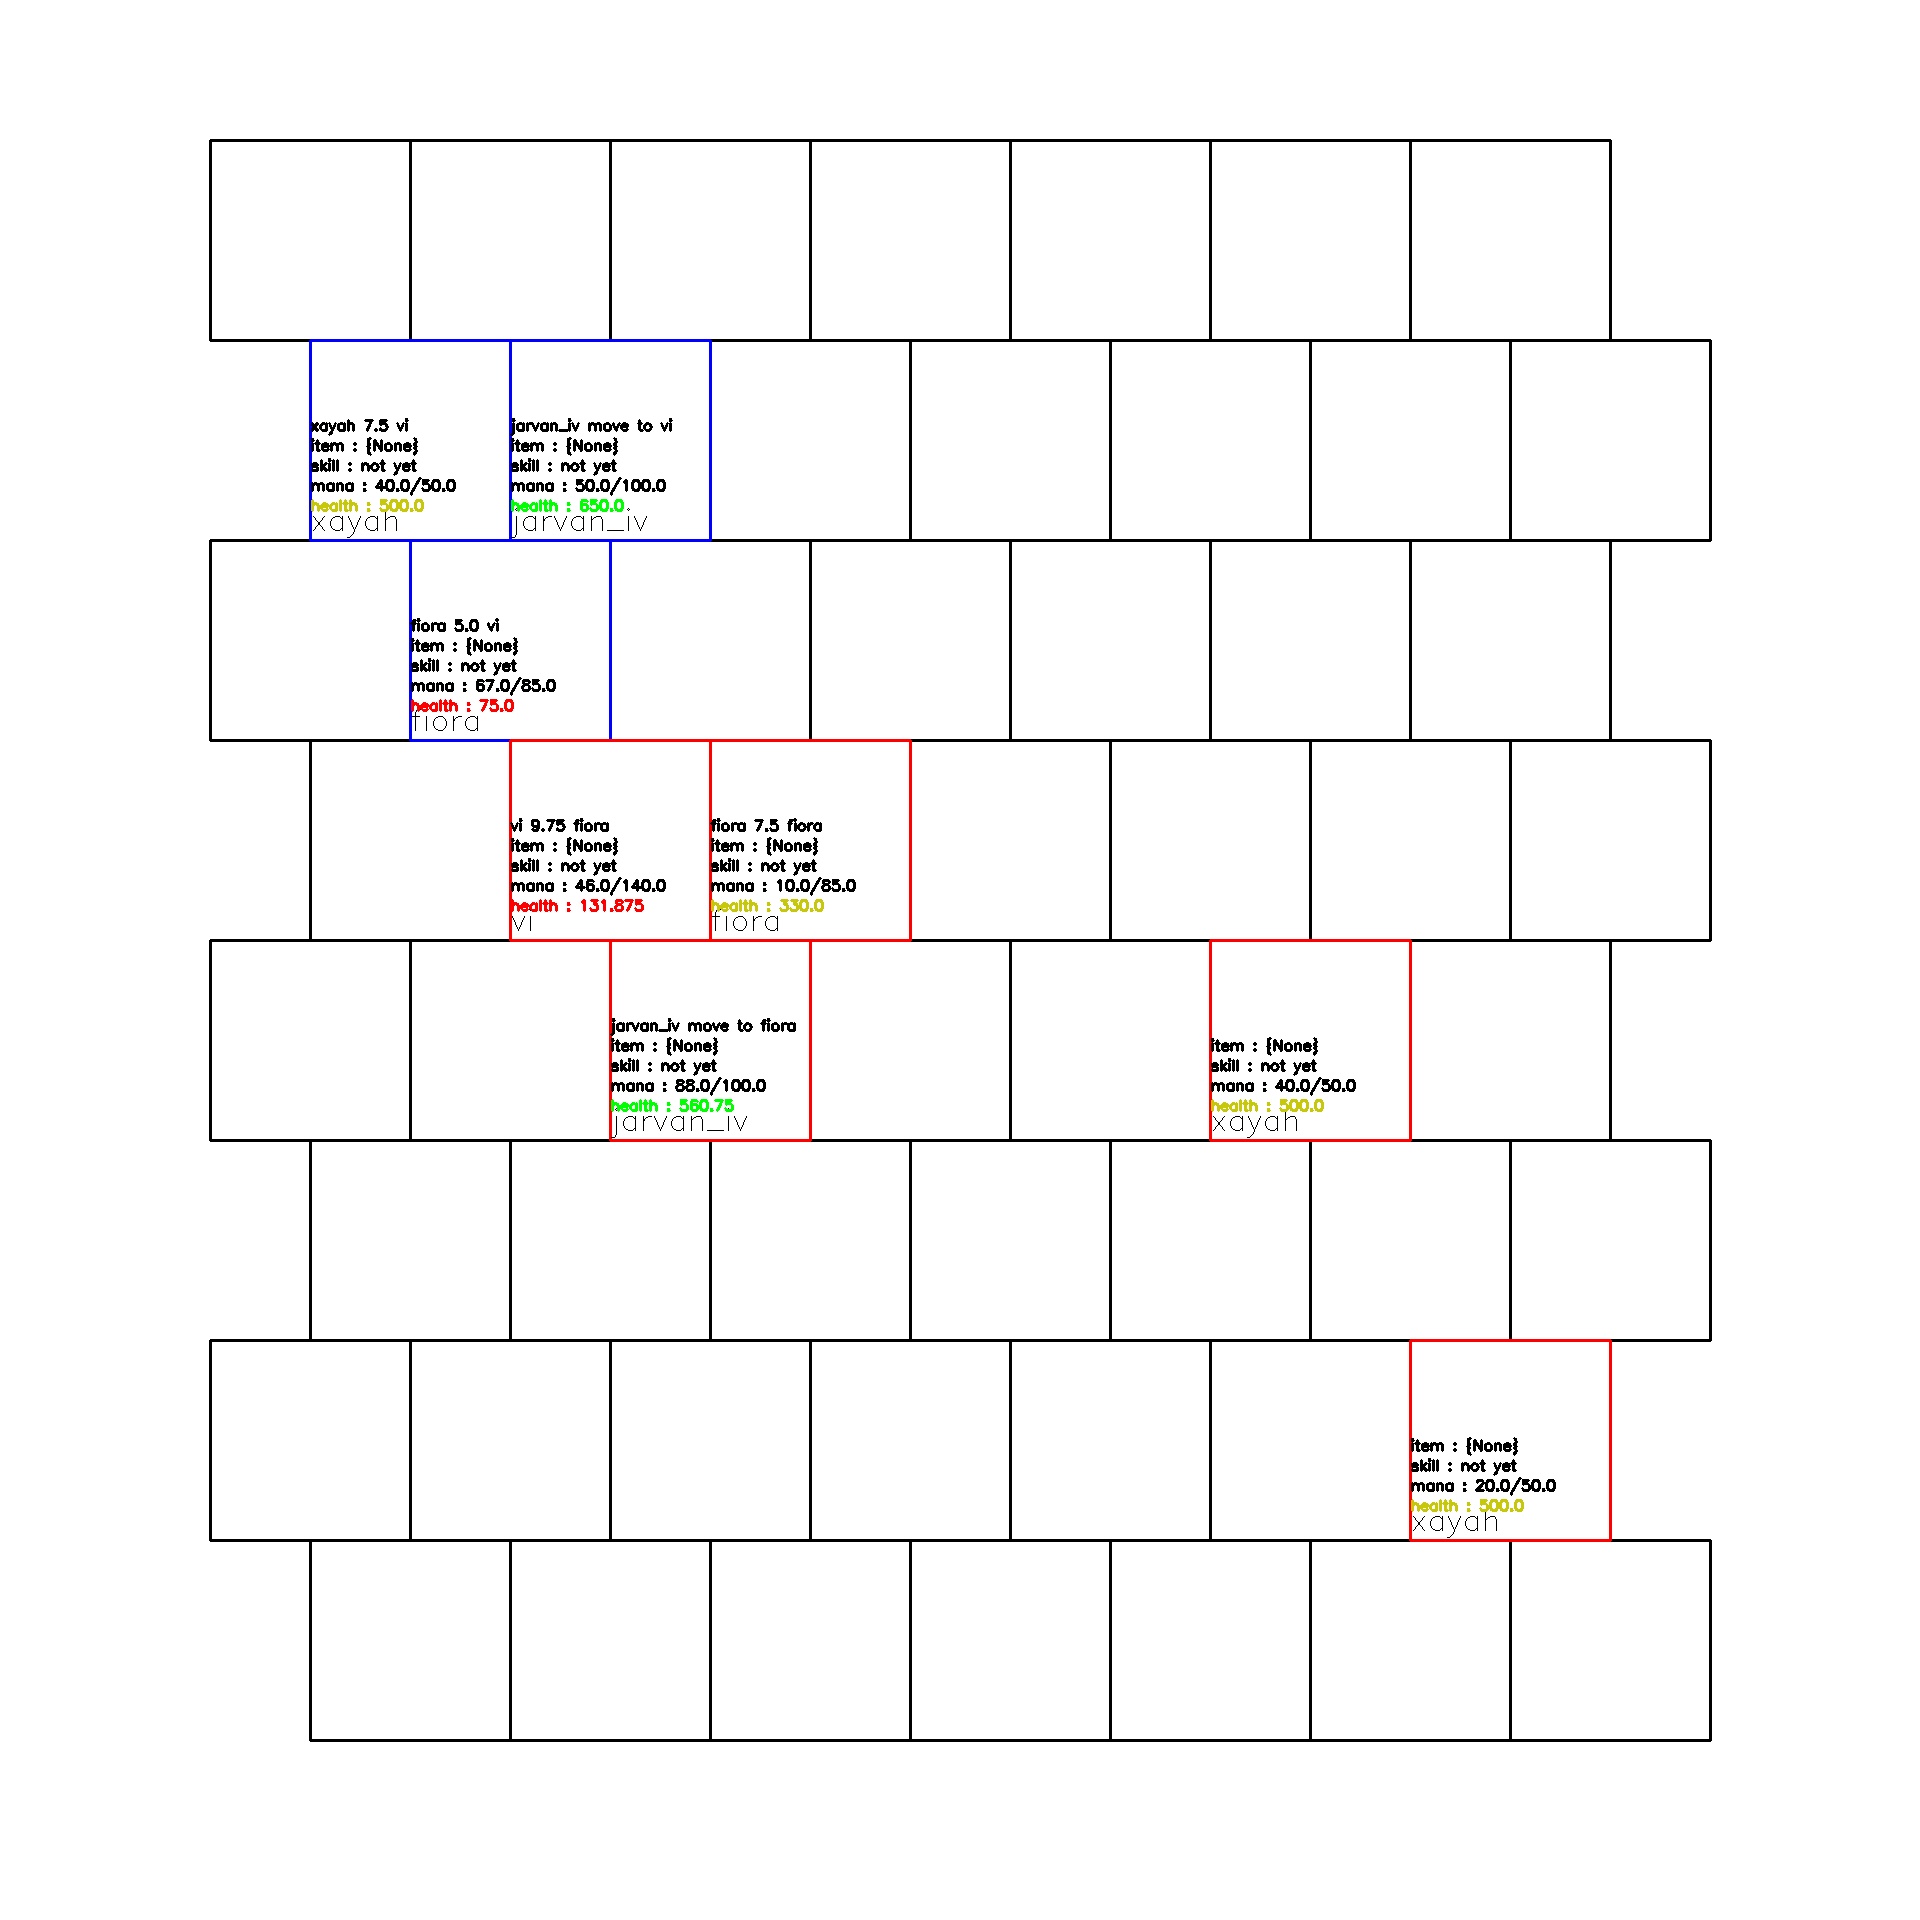 xayah 7.5 vi
item : {None}
skill : not yet
mana : 40.0/50.0
health : 500.0
xayah
jarvan_iv move to vi
item : {None}
skill : not yet
mana : 50.0/100.0
health : 650.0
jarvan_iv
fiora 5.0 vi
item : {None}
skill : not yet
mana : 67.0/85.0
health : 75.0
fiora
vi 9.75 fiora
item : {None}
skill : not yet
mana : 46.0/140.0
health : 131.875
vi
fiora 7.5 fiora
item : {None}
skill : not yet
mana : 10.0/85.0
health : 330.0
fiora
jarvan_iv move to fiora
item : {None}
skill : not yet
mana : 88.0/100.0
health : 560.75
jarvan_iv
item : {None}
skill : not yet
mana : 40.0/50.0
health : 500.0
xayah
item : {None}
skill : not yet
mana : 20.0/50.0
health : 500.0
xayah